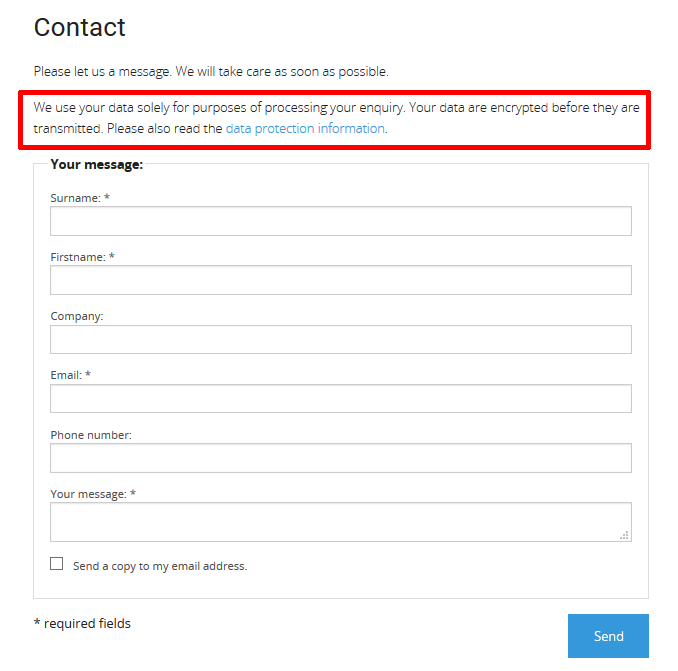 Contact
Please let us a message. We will take care as soon as possible.
We use your data solely for purposes of processing your enquiry. Your data are encrypted before they are
transmitted. Please also read the data protection information.
Your message:
Surname: *
Firstname: *
Company:
Email: *
Phone number:
Your message: *
Send a copy to my email address.
* required fields
Send